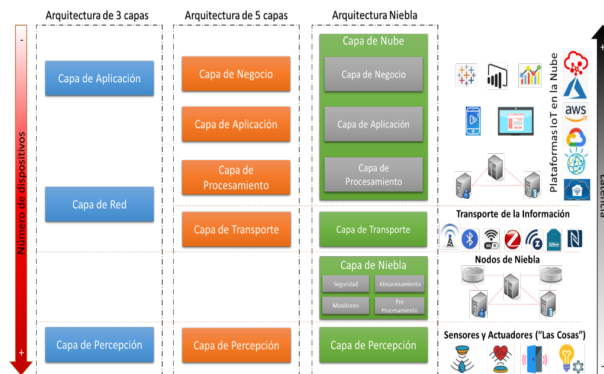 Arquitectura de 3 capas
Arquitectura de 5 capas
Arquitectura Niebla
-
Número de dispositivos
+
Capa de Aplicación
Capa de Red
Capa de Percepción
Capa de Negocio
Capa de Aplicación
Capa de
Procesamiento
Capa de Transporte
Capa de Percepción
Capa de Nube
Capa de Negocio
Capa de Aplicación
Capa de
Procesamiento
Capa de Transporte
Capa de Niebla
Seguridad
Almacenamiento
Monitoreo
Pre
Procesamiento
Capa de Percepción
Plataformas IoT en la Nube
aws
Transporte de la Información
Nodos de Niebla
Sensores y Actuadores ("Las Cosas")
+
Latencia
-